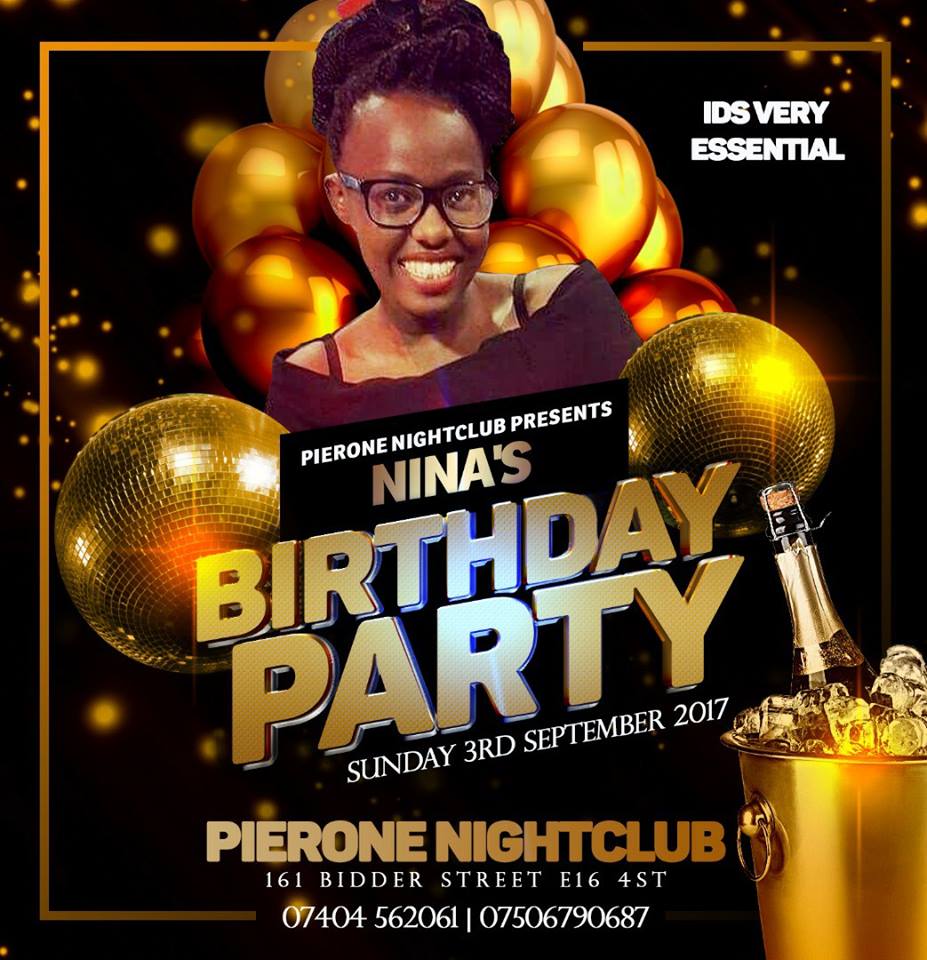 IDS VERY
ESSENTIAL
PIERONE NIGHTCLUB PRESENTS
NINA'S
BIRTHDAY
PARTY
SUNDAY 3RD SEPTEMBER 2017
PIERONE NIGHTCLUB
161 BIDDER STREET E16 4ST
07404 562061 | 07506790687